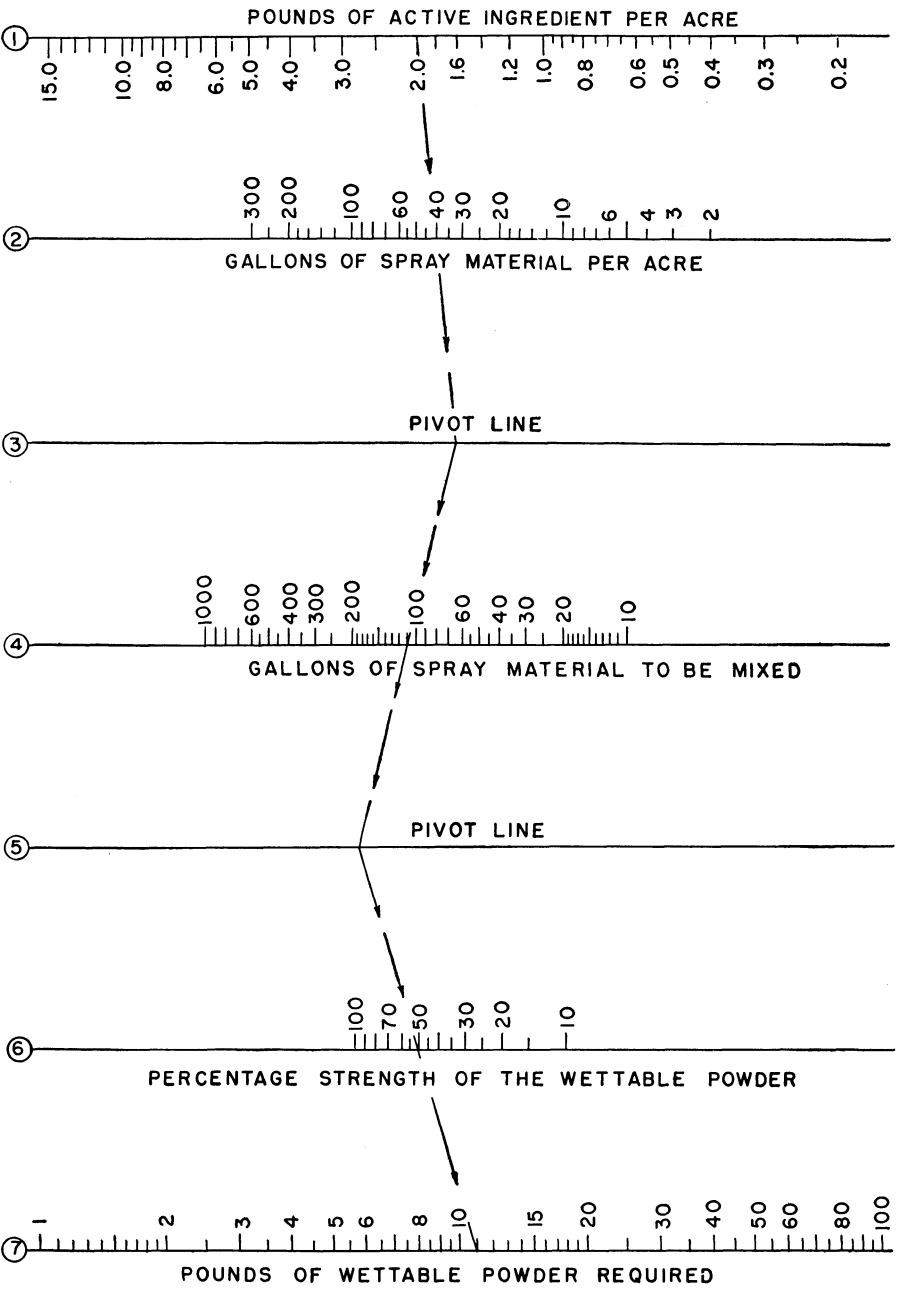 POUNDS OF ACTIVE INGREDIENT PER ACRE
1
15.0 10.0 8.0 6.0 5.0 4.0 3.0 2.0 1.6 1.2 1.0 0.8 0.6 0.5 0.4 0.3 0.2
300 200 100 60 40 30 20 10 6 4 3 2
2
GALLONS OF SPRAY MATERIAL PER ACRE
PIVOT LINE
3
1000 600 400 300 200 100 60 40 30 20 10
4
GALLONS OF SPRAY MATERIAL TO BE MIXED
PIVOT LINE
5
100 70 50 30 20 10
6
PERCENTAGE STRENGTH OF THE WETTABLE POWDER
1 2 3 4 5 6 8 10 15 20 30 40 50 60 80 100
7
POUNDS OF WETTABLE POWDER REQUIRED